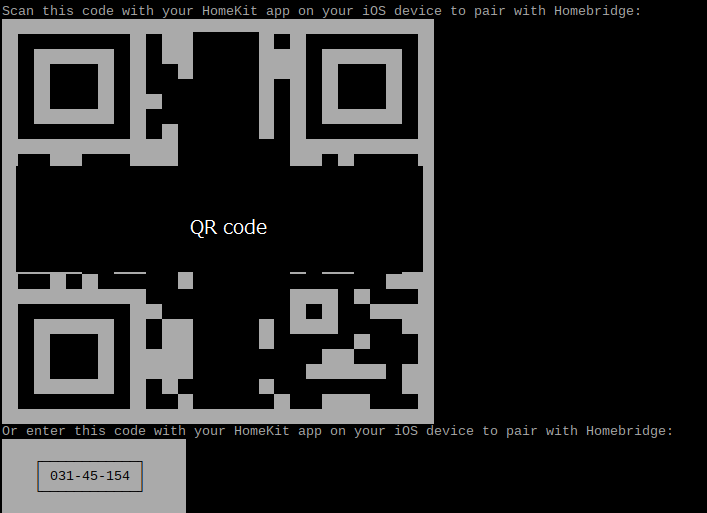 Scan this code with your HomeKit app on your iOS device to pair with Homebridge:
QR code
Or enter this code with your HomeKit app on your iOS device to pair with Homebridge:
031-45-154